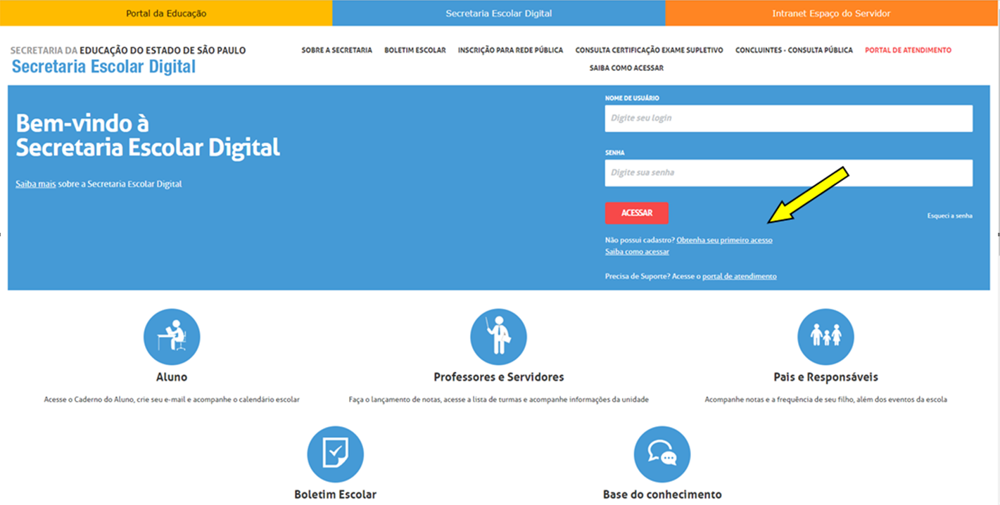 Portal da Educação
Secretaria Escolar Digital
Intranet Espaço do Servidor
SECRETARIA DA EDUCAÇÃO DO ESTADO DE SÃO PAULO
Secretaria Escolar Digital
SOBRE A SECRETARIA
BOLETIM ESCOLAR
INSCRIÇÃO PARA REDE PÚBLICA
CONSULTA CERTIFICAÇÃO EXAME SUPLETIVO
CONCLUINTES - CONSULTA PÚBLICA
PORTAL DE ATENDIMENTO
SAIBA COMO ACESSAR
Bem-vindo à
Secretaria Escolar Digital
Saiba mais sobre a Secretaria Escolar Digital
NOME DE USUÁRIO
Digite seu login
SENHA
Digite sua senha
ACESSAR
Esqueci a senha
Não possui cadastro? Obtenha seu primeiro acesso
Saiba como acessar
Precisa de Suporte? Acesse o portal de atendimento
Aluno
Acesse o Caderno do Aluno, crie seu e-mail e acompanhe o calendário escolar
Professores e Servidores
Faça o lançamento de notas, acesse a lista de turmas e acompanhe informações da unidade
Pais e Responsáveis
Acompanhe notas e a frequência de seu filho, além dos eventos da escola
Boletim Escolar
Base do conhecimento